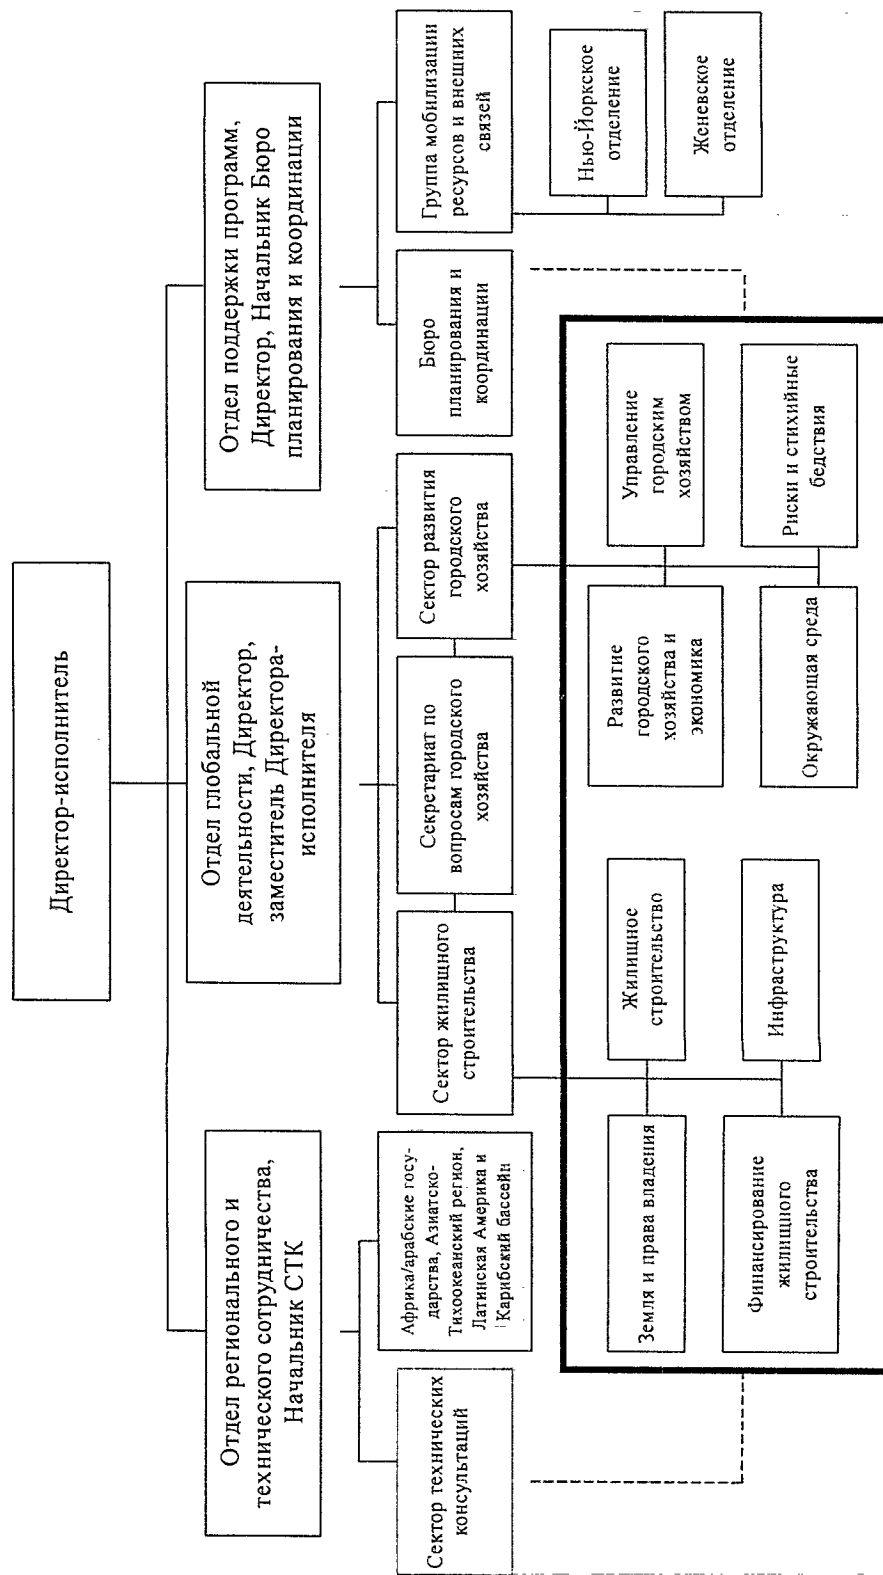 Директор-исполнитель
Отдел регионального и
технического сотрудничества,
Начальник СТК
Отдел глобальной
деятельности, Директор,
заместитель Директора-
исполнителя
Отдел поддержки программ,
Директор, Начальник Бюро
планирования и координации
Сектор технических
консультаций
Африка/арабские госу-
дарства, Азиатско-
Тихоокеанский регион,
Латинская Америка и
Карибский бассейн
Сектор жилищного
строительства
Секретариат по
вопросам городского
хозяйства
Сектор развития
городского
хозяйства
Бюро
планирования и
координации
Группа мобилизации
ресурсов и внешних
связей
Нью-Йоркское
отделение
Женевское
отделение
Земля и права владения
Жилищное
строительство
Развитие
городского
хозяйства и
экономика
Управление
городским
хозяйством
Финансирование
жилищного
строительства
Инфраструктура
Окружающая среда
Риски и стихийные
бедствия